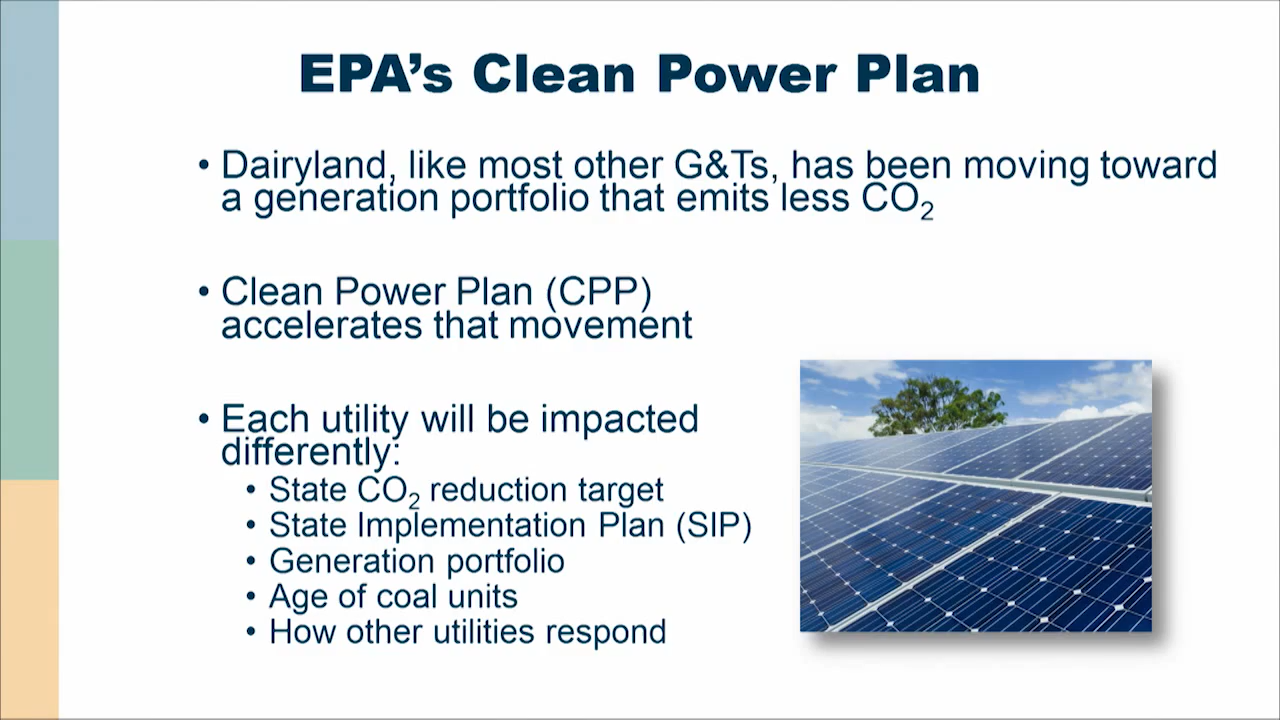 EPA’s Clean Power Plan
• Dairyland, like most other G&Ts, has been moving toward
a generation portfolio that emits less CO₂
• Clean Power Plan (CPP)
accelerates that movement
• Each utility will be impacted
differently:
• State CO₂ reduction target
• State Implementation Plan (SIP)
• Generation portfolio
• Age of coal units
• How other utilities respond